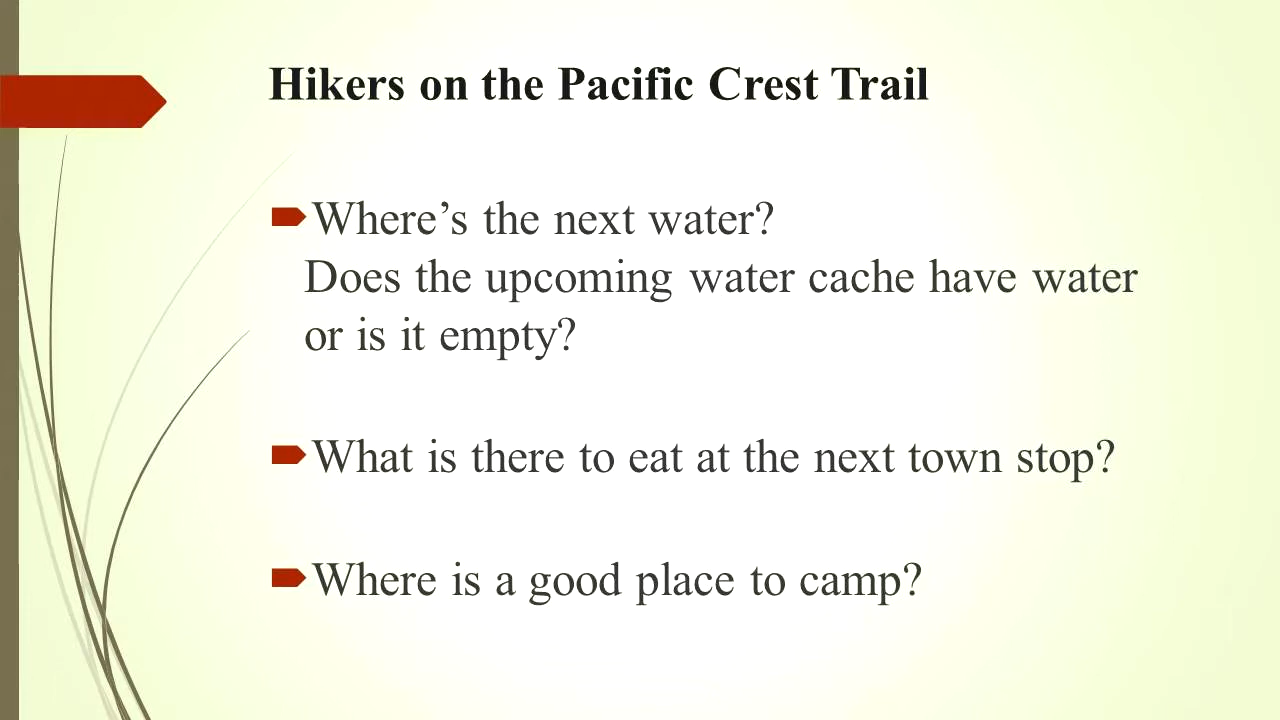 Hikers on the Pacific Crest Trail
Where’s the next water?
Does the upcoming water cache have water
or is it empty?
What is there to eat at the next town stop?
Where is a good place to camp?